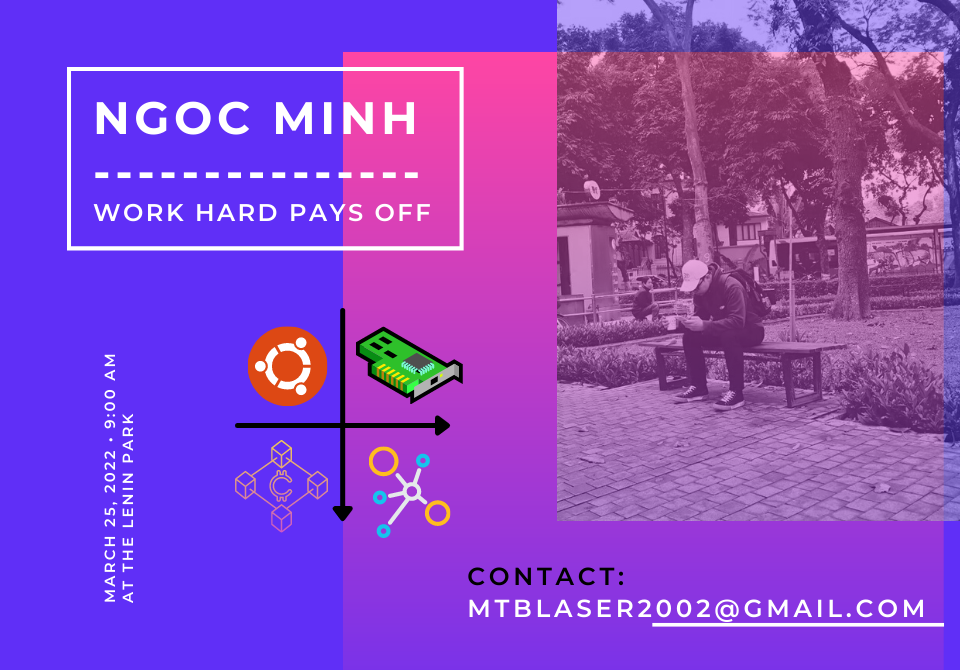 NGOC MINH
---------------
WORK HARD PAYS OFF
MARCH 25, 2022 • 9:00 AM
AT THE LENIN PARK
CONTACT:
MTBLASER2002@GMAIL.COM